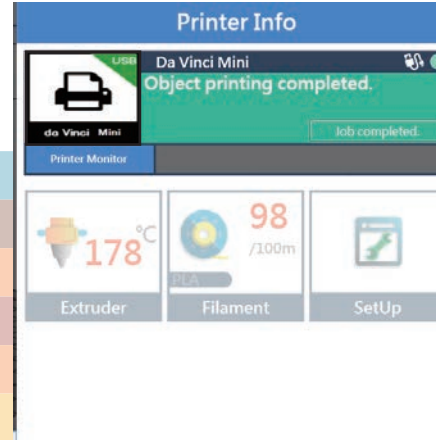 Printer Info
USB
Da Vinci Mini
Object printing completed.
da Vinci Mini
Job completed.
Printer Monitor
178 °C
98
/100m
PLA
Extruder
Filament
SetUp